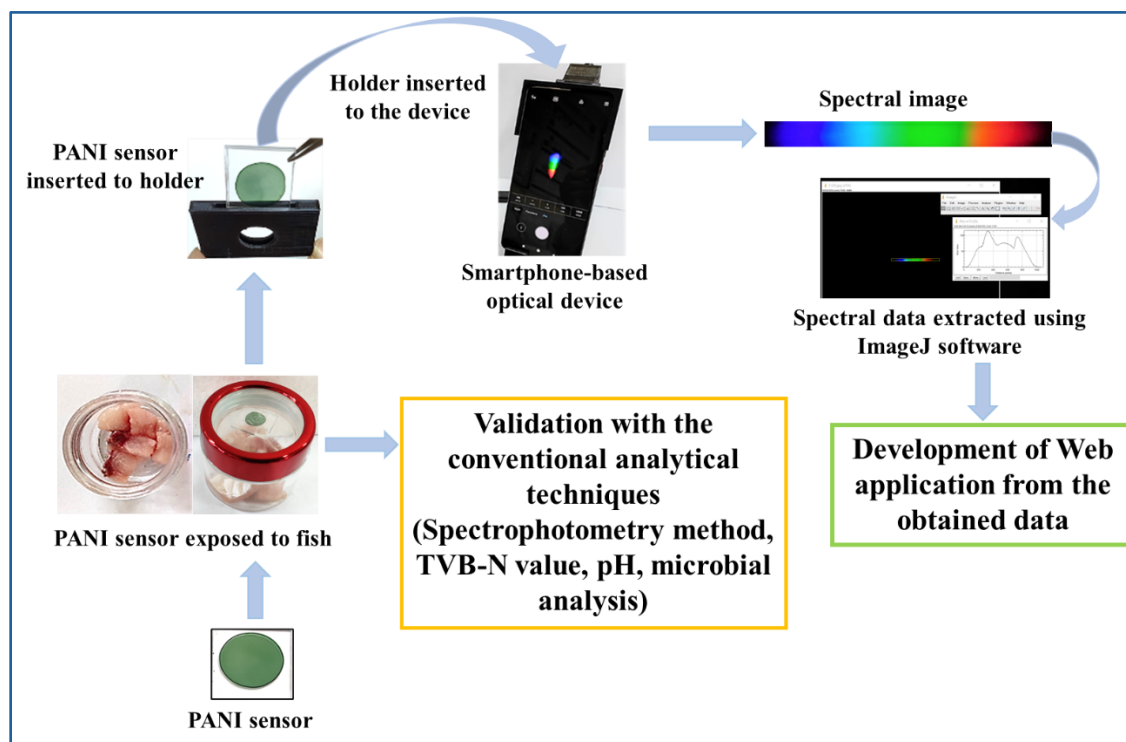 Holder inserted
to the device
Spectral image
PANI sensor
inserted to holder
Smartphone-based
optical device
Spectral data extracted using
ImageJ software
PANI sensor exposed to fish
Validation with the
conventional analytical
techniques
(Spectrophotometry method,
TVB-N value, pH, microbial
analysis)
Development of Web
application from the
obtained data
PANI sensor